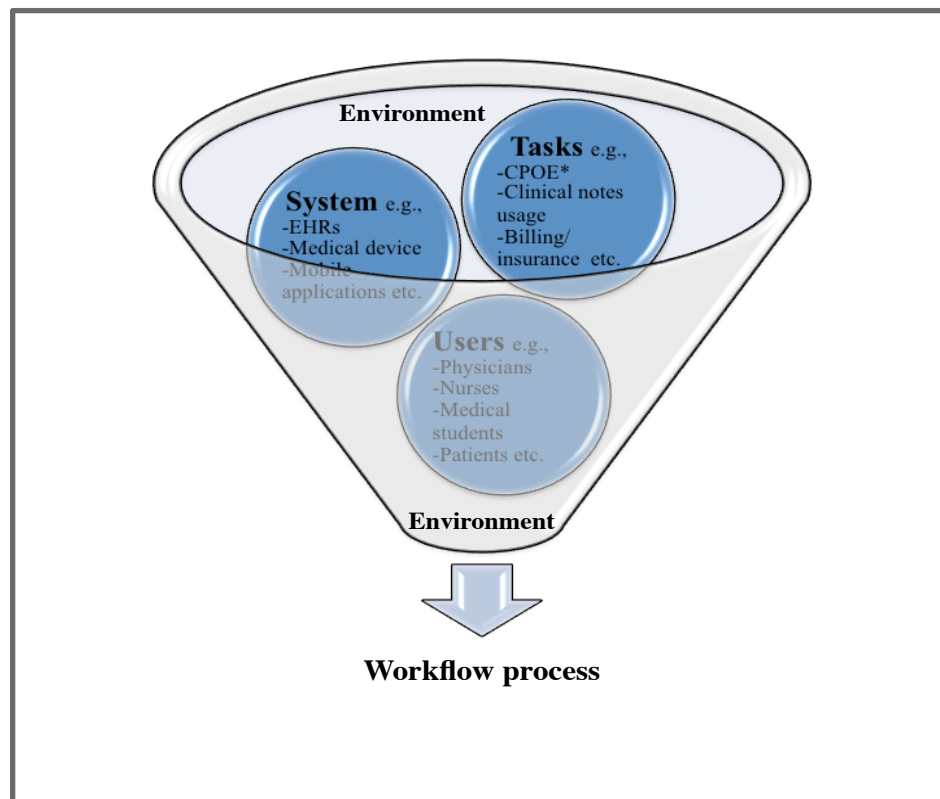 Environment
Tasks e.g.,
-CPOE*
-Clinical notes
usage
-Billing/
insurance etc.
System e.g.,
-EHRs
-Medical device
-Mobile
applications etc.
Users e.g.,
-Physicians
-Nurses
-Medical
students
-Patients etc.
Environment
Workflow process